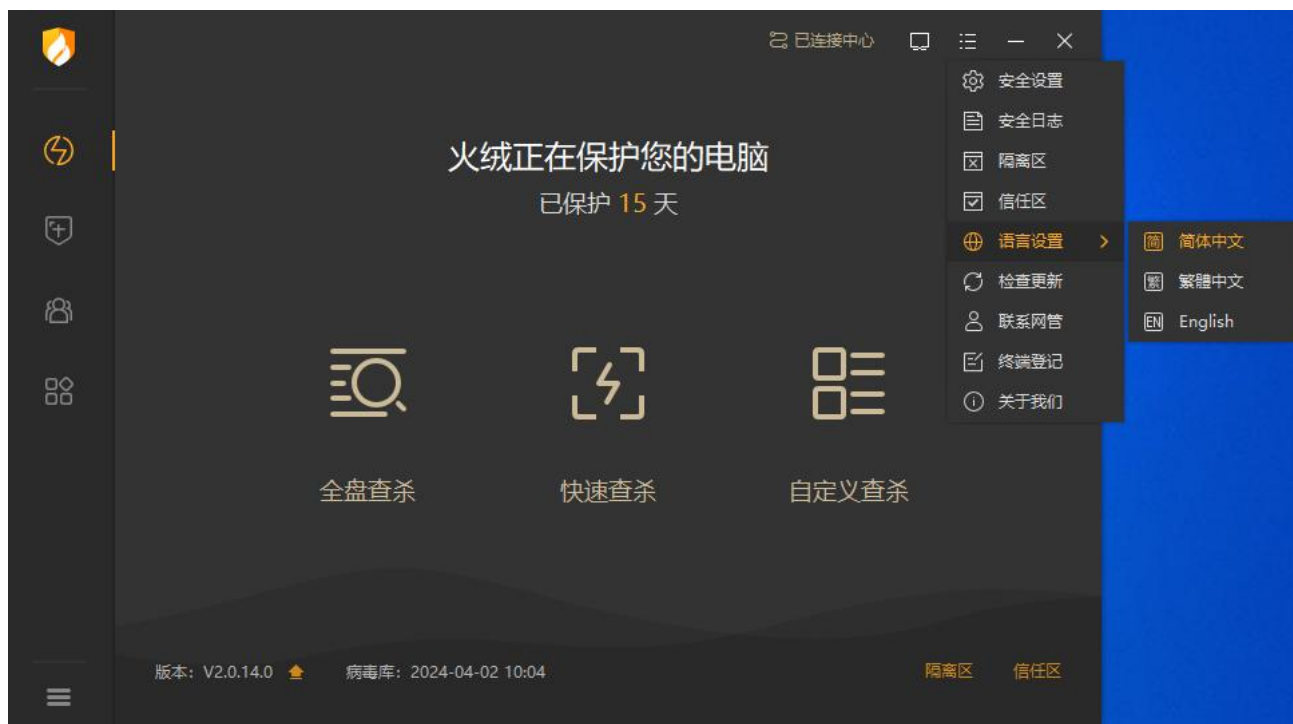 已连接中心
安全设置
安全日志
火绒正在保护您的电脑
隔离区
已保护 15 天
信任区
语言设置
简 简体中文
检查更新
繁 繁體中文
联系网管
EN English
终端登记
关于我们
全盘查杀 快速查杀 自定义查杀
版本：V2.0.14.0 病毒库：2024-04-02 10:04 隔离区 信任区